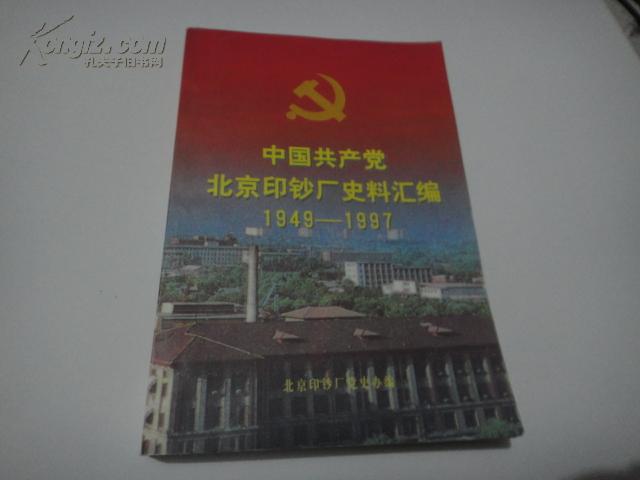 Kongfz.com
孔夫子旧书网
中国共产党
北京印钞厂史料汇编
1949—1997
北京印钞厂党史办编